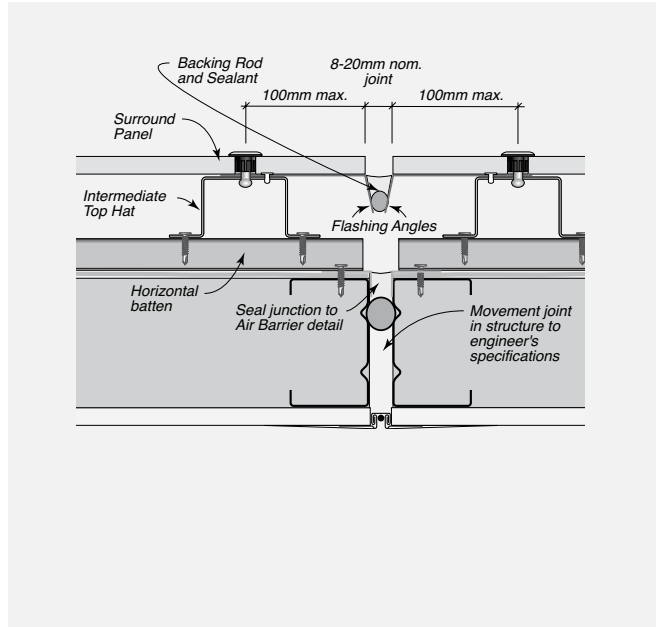 Backing Rod
and Sealant
8-20mm nom.
joint
100mm max.
100mm max.
Surround
Panel
Intermediate
Top Hat
Flashing Angles
Horizontal
batten
Seal junction to
Air Barrier detail
Movement joint
in structure to
engineer's
specifications